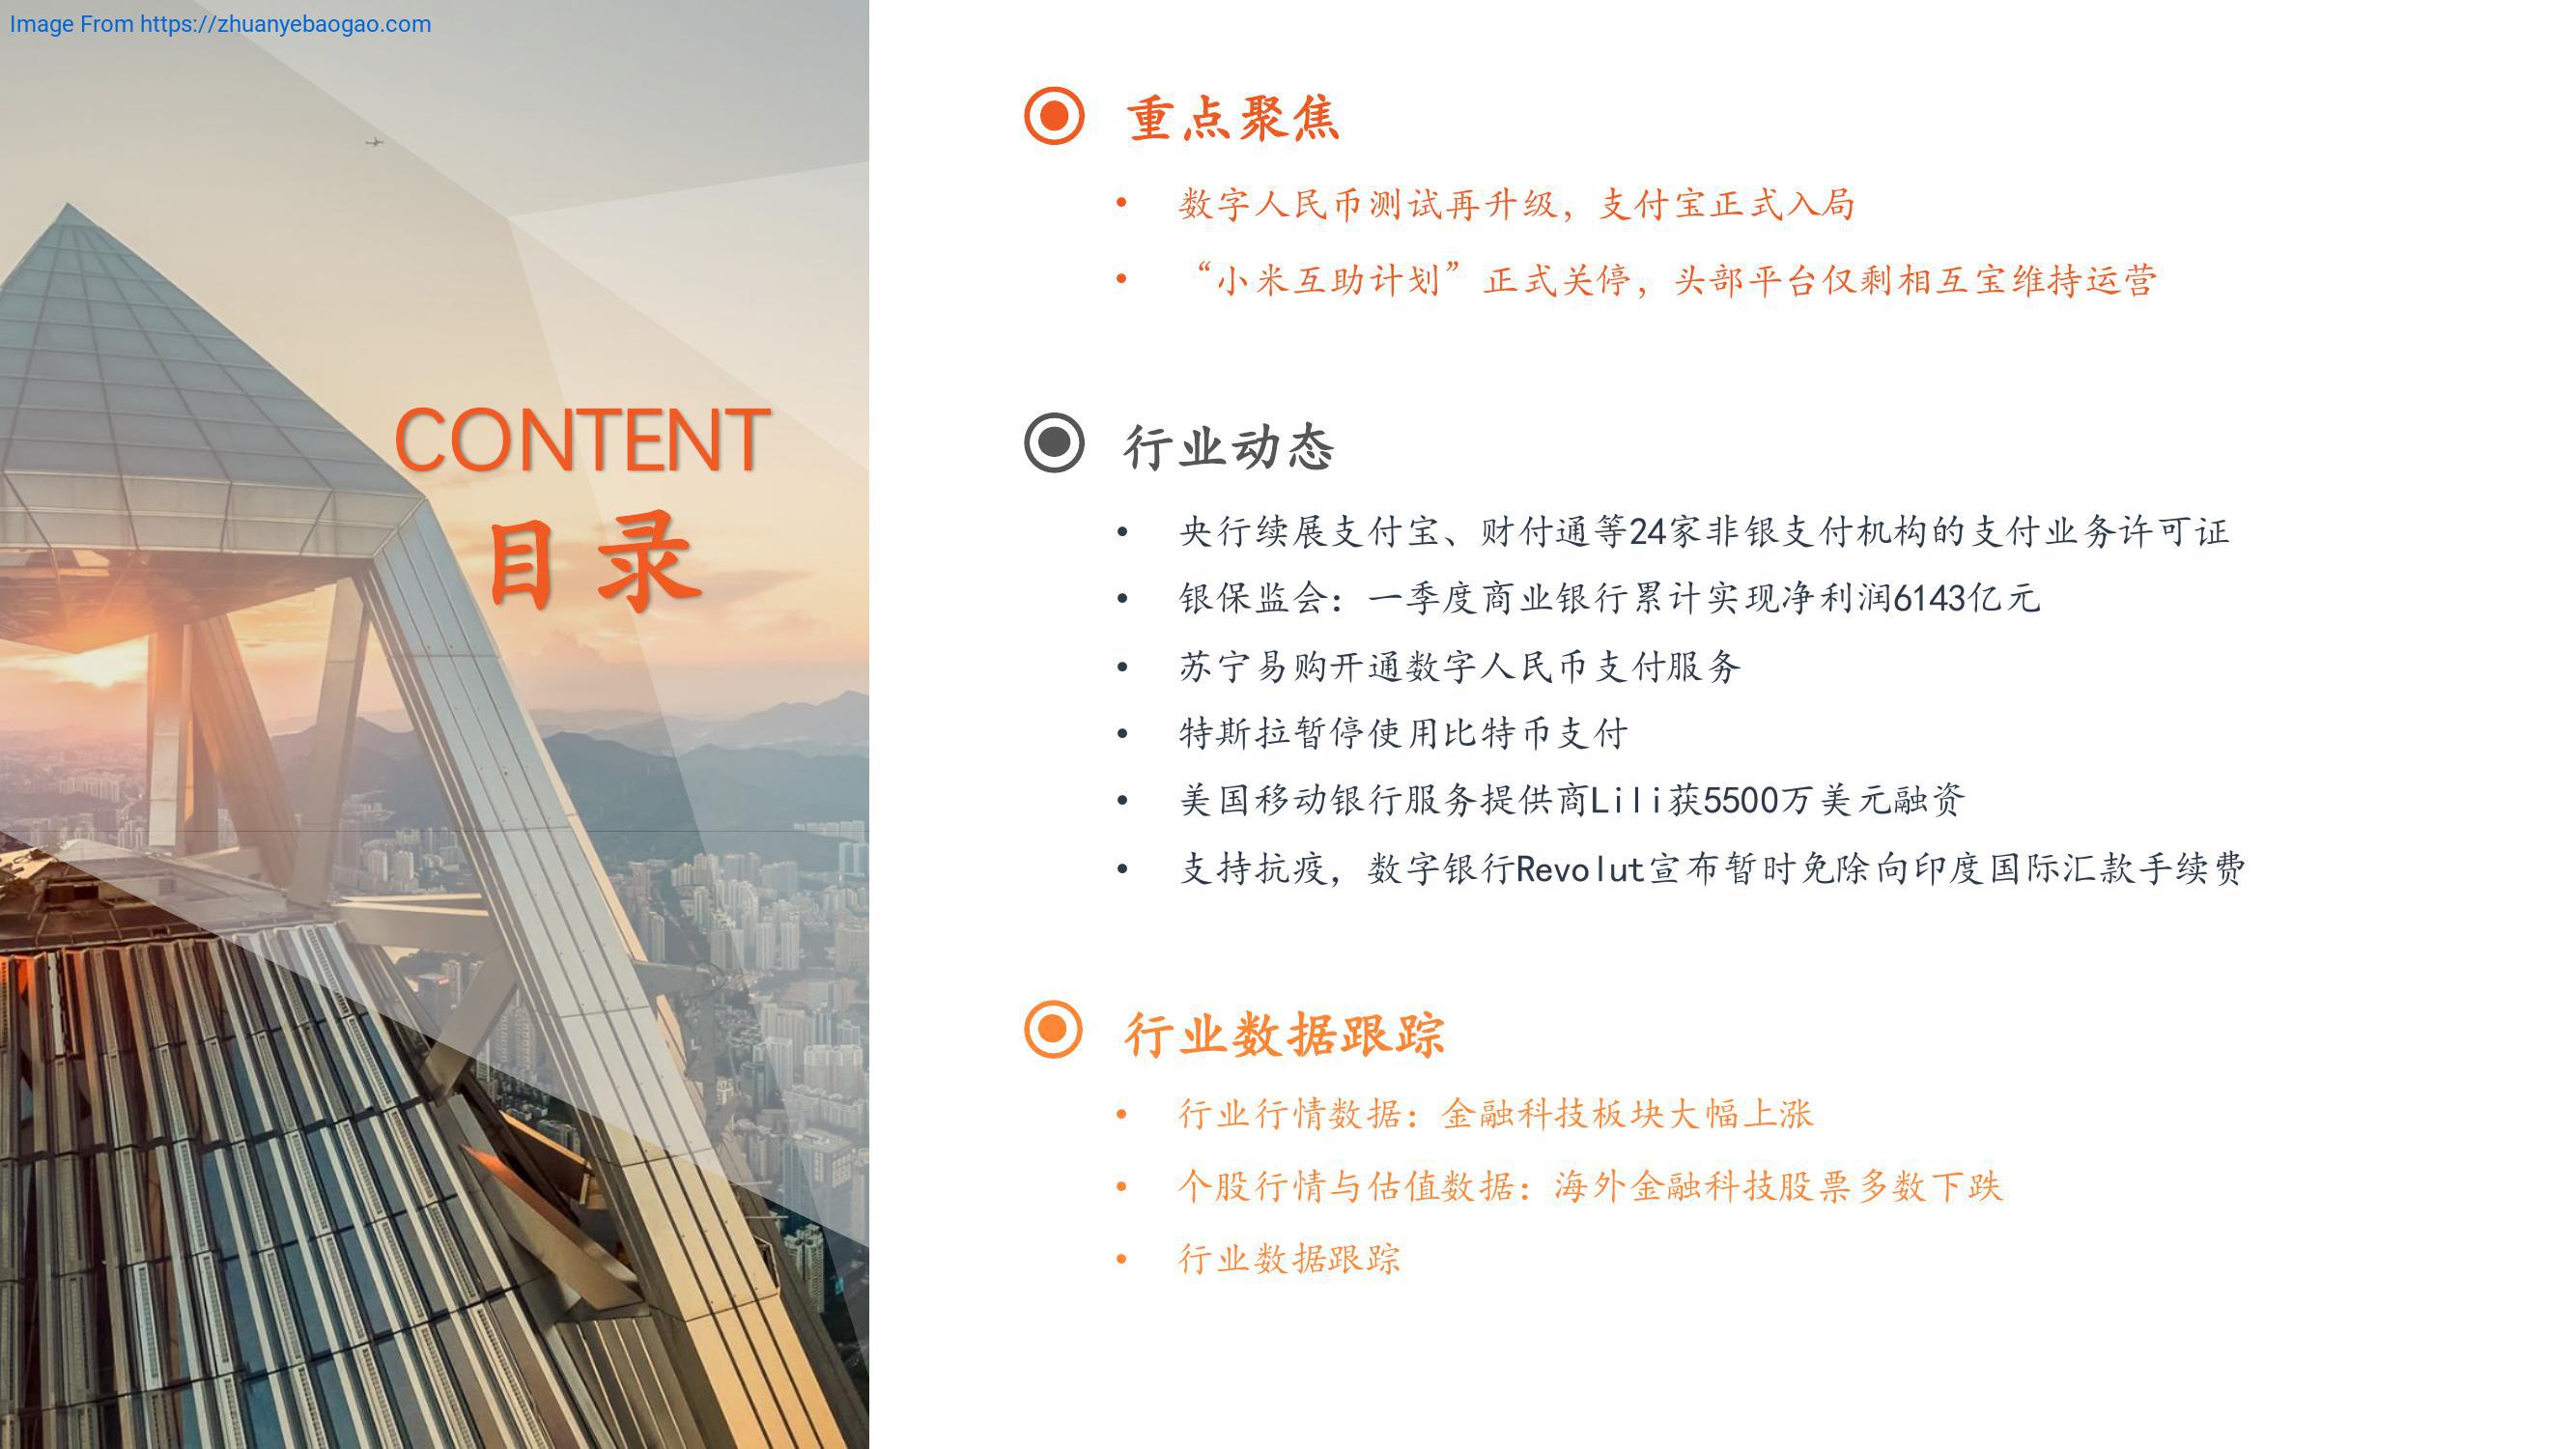 Image From https://zhuanyebaogao.com
CONTENT
目录
重点聚焦
• 数字人民币测试再升级，支付宝正式入局
• “小米互助计划”正式关停，头部平台仅剩相互宝维持运营
行业动态
• 央行续展支付宝、财付通等24家非银支付机构的支付业务许可证
• 银保监会：一季度商业银行累计实现净利润6143亿元
• 苏宁易购开通数字人民币支付服务
• 特斯拉暂停使用比特币支付
• 美国移动银行服务提供商Lili获5500万美元融资
• 支持抗疫，数字银行Revolut宣布暂时免除向印度国际汇款手续费
行业数据跟踪
• 行业行情数据：金融科技板块大幅上涨
• 个股行情与估值数据：海外金融科技股票多数下跌
• 行业数据跟踪